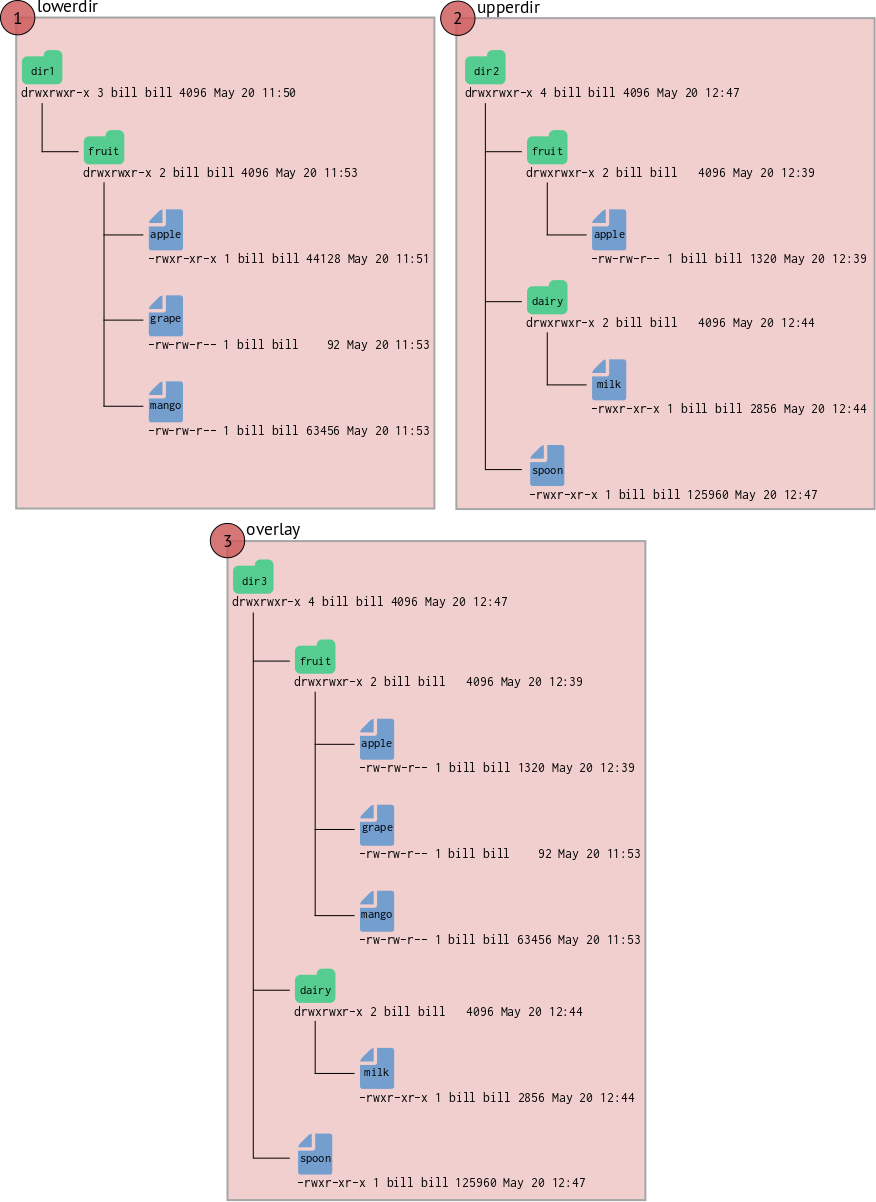 1 lowerdir
dir1
drwxrwxr-x 3 bill bill 4096 May 20 11:50
fruit
drwxrwxr-x 2 bill bill 4096 May 20 11:53
apple
-rwxr-xr-x 1 bill bill 44128 May 20 11:51
grape
-rw-rw-r-- 1 bill bill    92 May 20 11:53
mango
-rw-rw-r-- 1 bill bill 63456 May 20 11:53
2 upperdir
dir2
drwxrwxr-x 4 bill bill 4096 May 20 12:47
fruit
drwxrwxr-x 2 bill bill   4096 May 20 12:39
apple
-rw-rw-r-- 1 bill bill 1320 May 20 12:39
dairy
drwxrwxr-x 2 bill bill   4096 May 20 12:44
milk
-rwxr-xr-x 1 bill bill 2856 May 20 12:44
spoon
-rwxr-xr-x 1 bill bill 125960 May 20 12:47
3 overlay
dir3
drwxrwxr-x 4 bill bill 4096 May 20 12:47
fruit
drwxrwxr-x 2 bill bill   4096 May 20 12:39
apple
-rw-rw-r-- 1 bill bill 1320 May 20 12:39
grape
-rw-rw-r-- 1 bill bill    92 May 20 11:53
mango
-rw-rw-r-- 1 bill bill 63456 May 20 11:53
dairy
drwxrwxr-x 2 bill bill   4096 May 20 12:44
milk
-rwxr-xr-x 1 bill bill 2856 May 20 12:44
spoon
-rwxr-xr-x 1 bill bill 125960 May 20 12:47